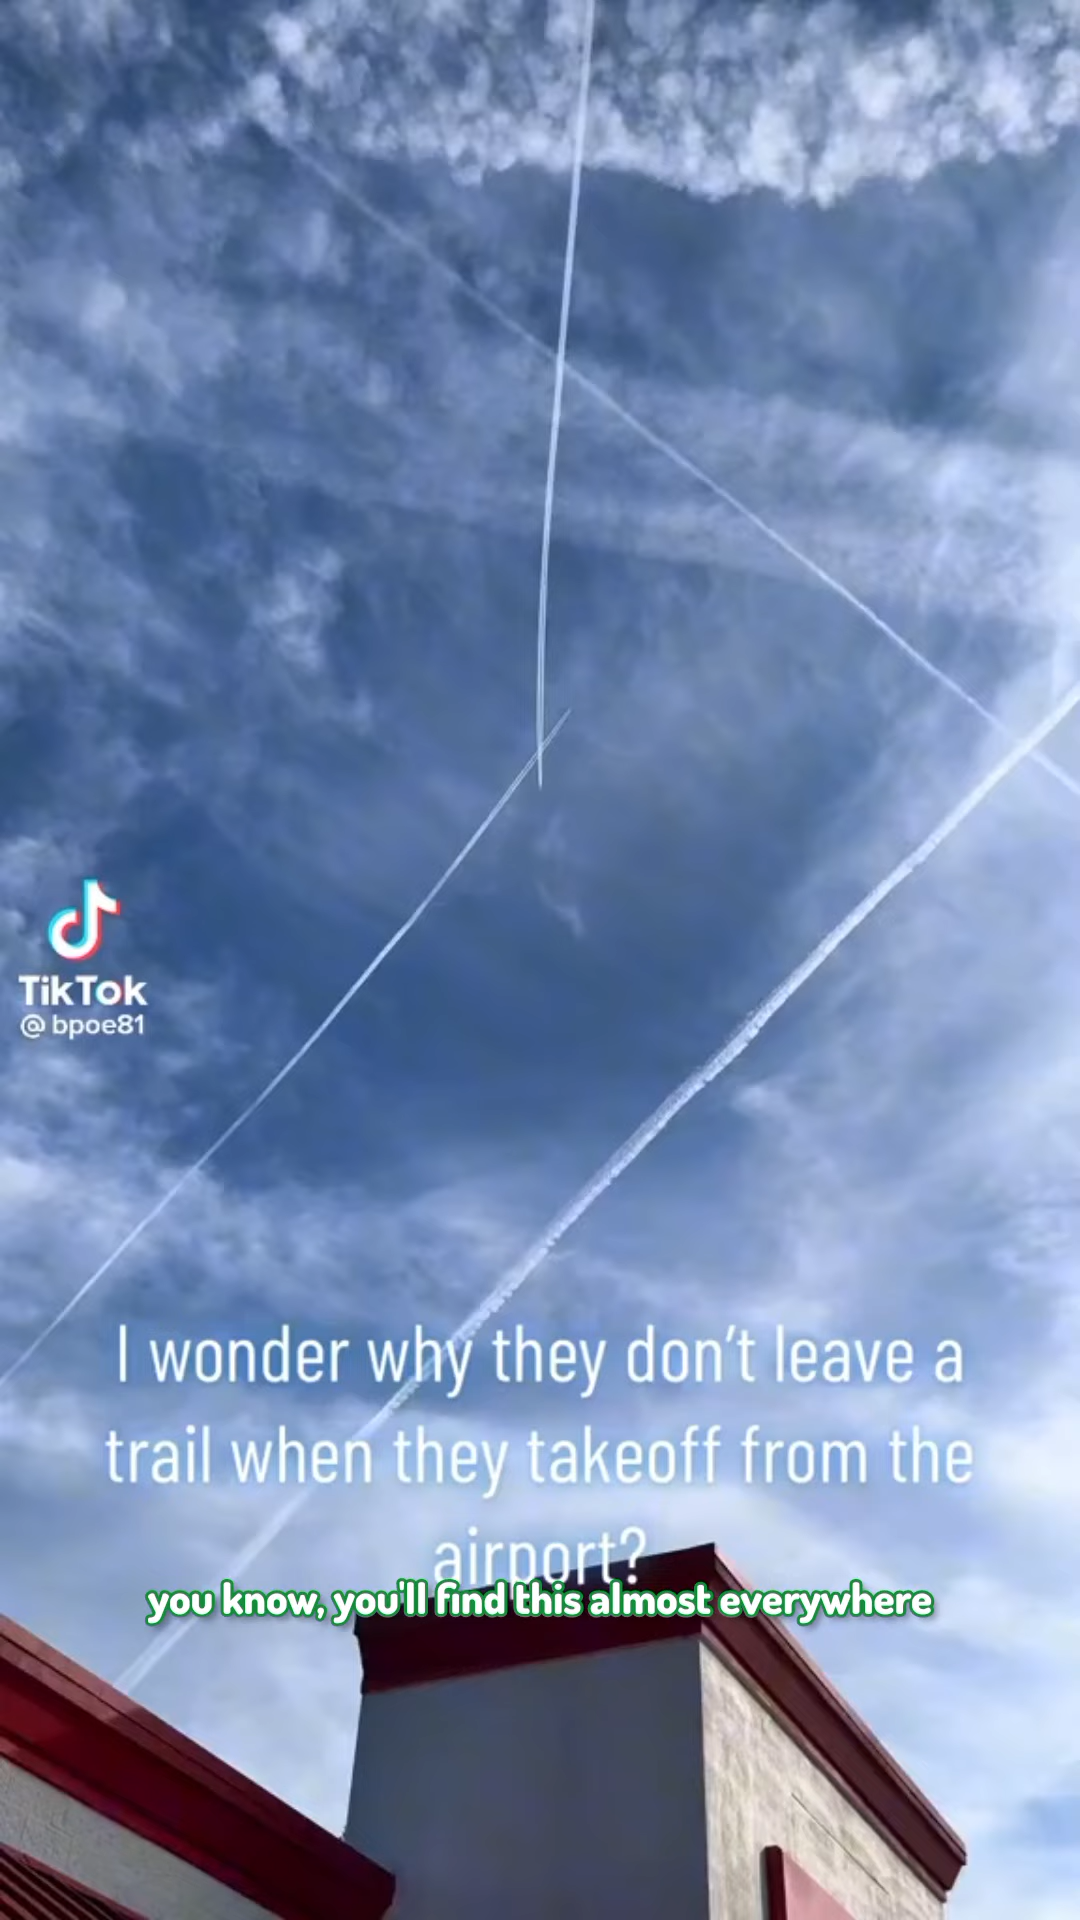 TikTok
@bpoe81
I wonder why they don't leave a
trail when they takeoff from the
airport?
you know, you'll find this almost everywhere